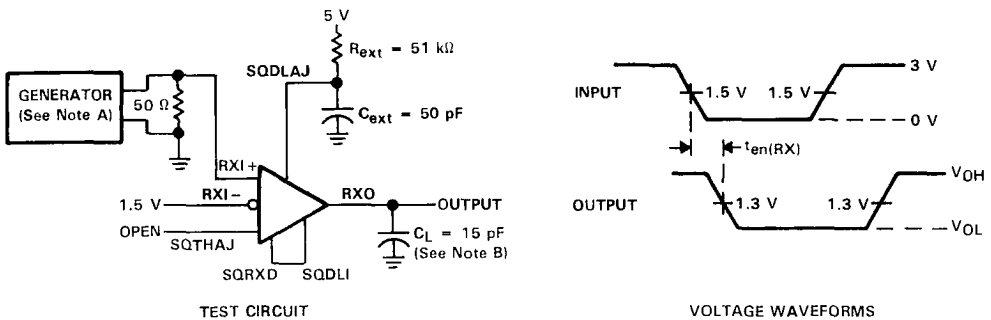 5 V
Rext = 51 kΩ
SQDLAJ
Cext = 50 pF
GENERATOR
(See Note A)
50 Ω
RXI+
1.5 V
RXI−
RXO
OUTPUT
OPEN
SQTHAJ
CL = 15 pF
(See Note B)
SQRXD
SQDLI
TEST CIRCUIT
INPUT
1.5 V
1.5 V
3 V
0 V
ten(RX)
OUTPUT
1.3 V
1.3 V
VOH
VOL
VOLTAGE WAVEFORMS